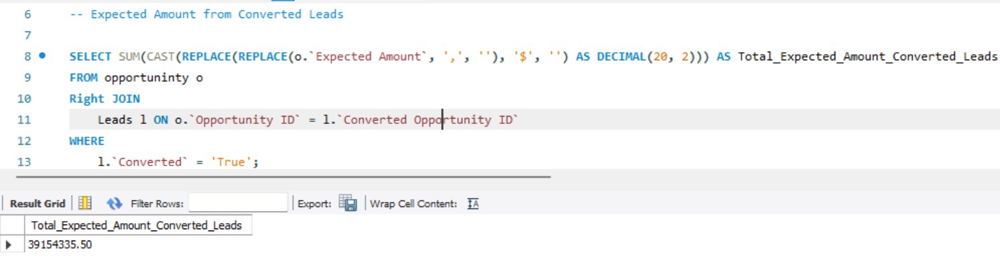 6 -- Expected Amount from Converted Leads
7
8 SELECT SUM(CAST(REPLACE(REPLACE(o.`Expected Amount`, ',', ''), '$', '') AS DECIMAL(20, 2))) AS Total_Expected_Amount_Converted_Leads
9 FROM opportuninty o
10 Right JOIN
11 Leads l ON o.`Opportunity ID` = l.`Converted Opportunity ID`
12 WHERE
13 l.`Converted` = 'True';
Result Grid Filter Rows: Export: Wrap Cell Content: IA
Total_Expected_Amount_Converted_Leads
39154335.50